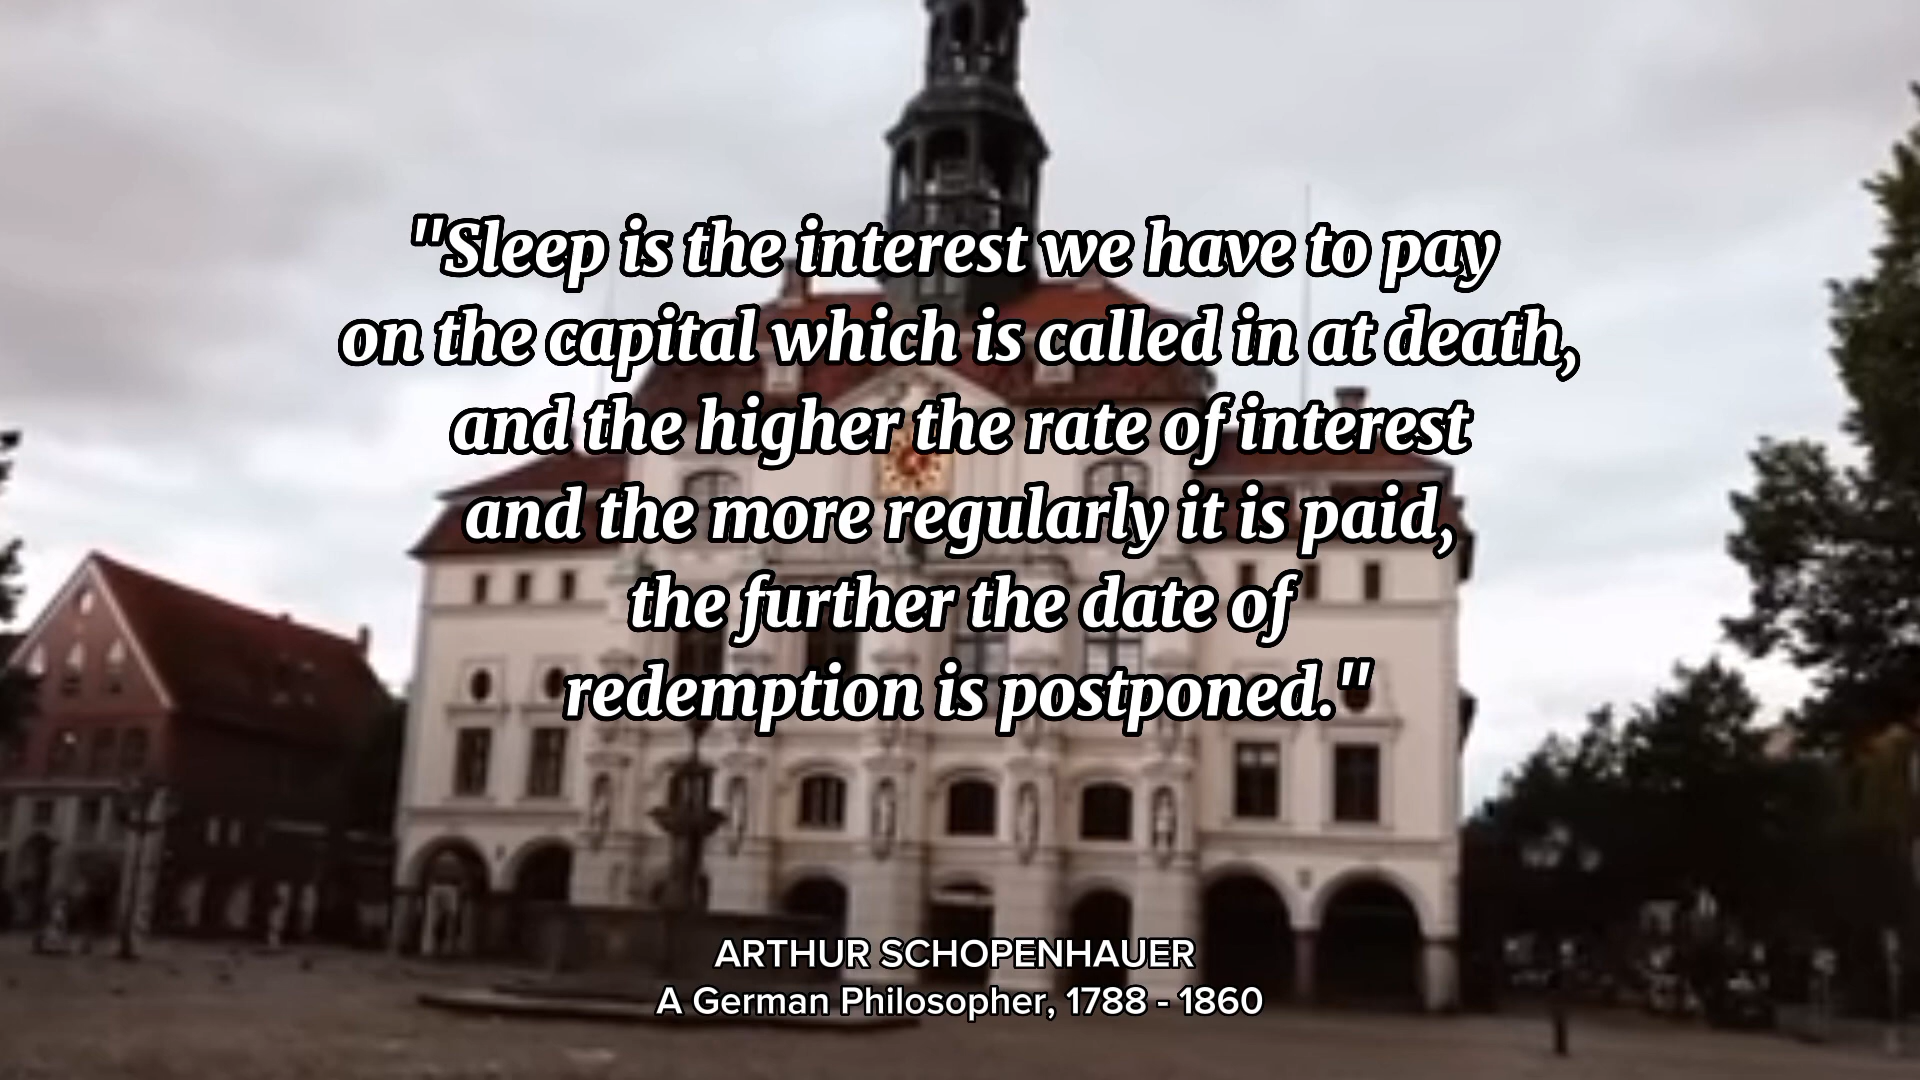 "Sleep is the interest we have to pay
on the capital which is called in at death,
and the higher the rate of interest
and the more regularly it is paid,
the further the date of
redemption is postponed."
ARTHUR SCHOPENHAUER
A German Philosopher, 1788 - 1860